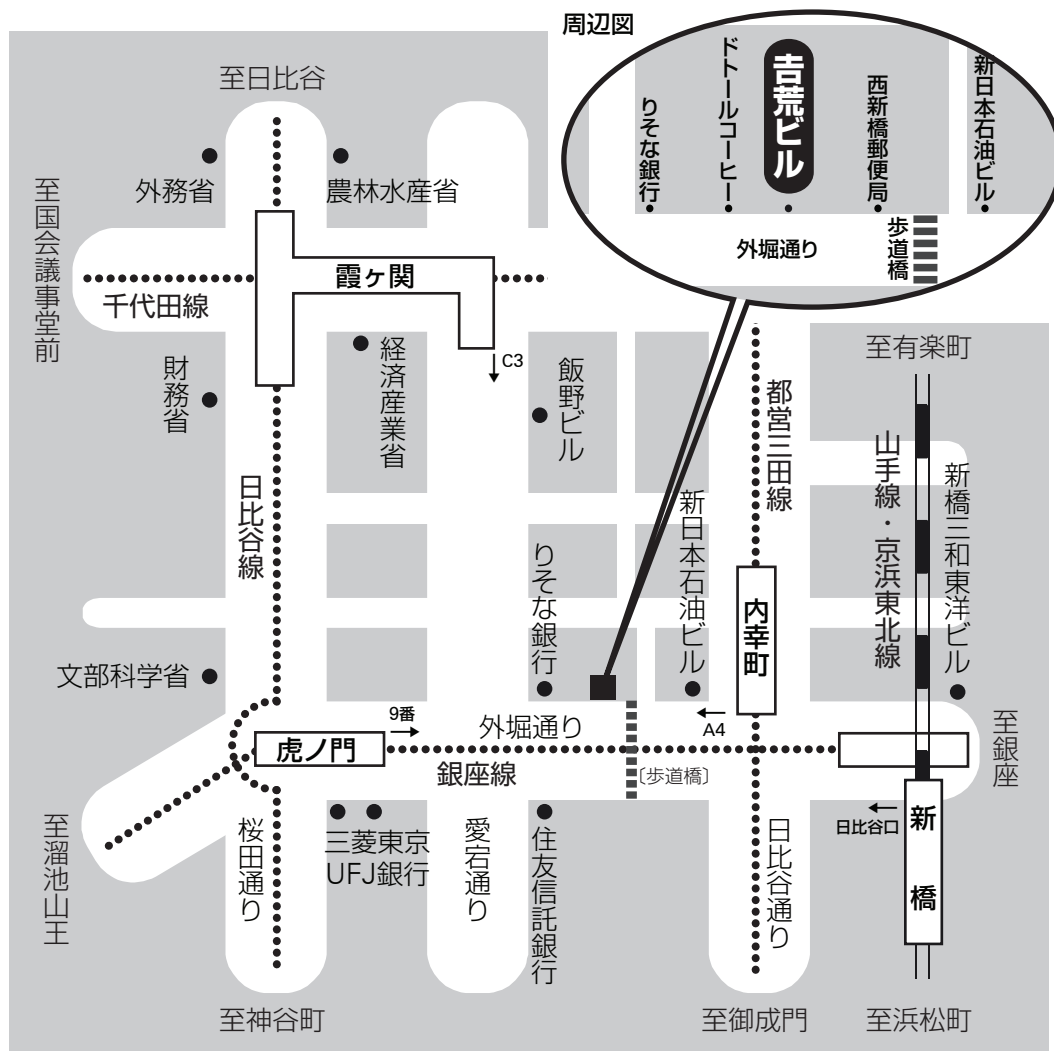 周辺図
りそな銀行
ドトールコーヒー
吉荒ビル
西新橋郵便局
新日本石油ビル
外堀通り
歩道橋
至日比谷
外務省
農林水産省
至国会議事堂前
霞ヶ関
千代田線
財務省
経済産業省
C3
飯野ビル
都営三田線
至有楽町
山手線・京浜東北線
新橋三和東洋ビル
日比谷線
りそな銀行
新日本石油ビル
内幸町
文部科学省
虎ノ門
9番
外堀通り
A4
銀座線
〔歩道橋〕
至銀座
日比谷口
新橋
至溜池山王
桜田通り
三菱東京
UFJ銀行
愛宕通り
住友信託銀行
日比谷通り
至神谷町
至御成門
至浜松町